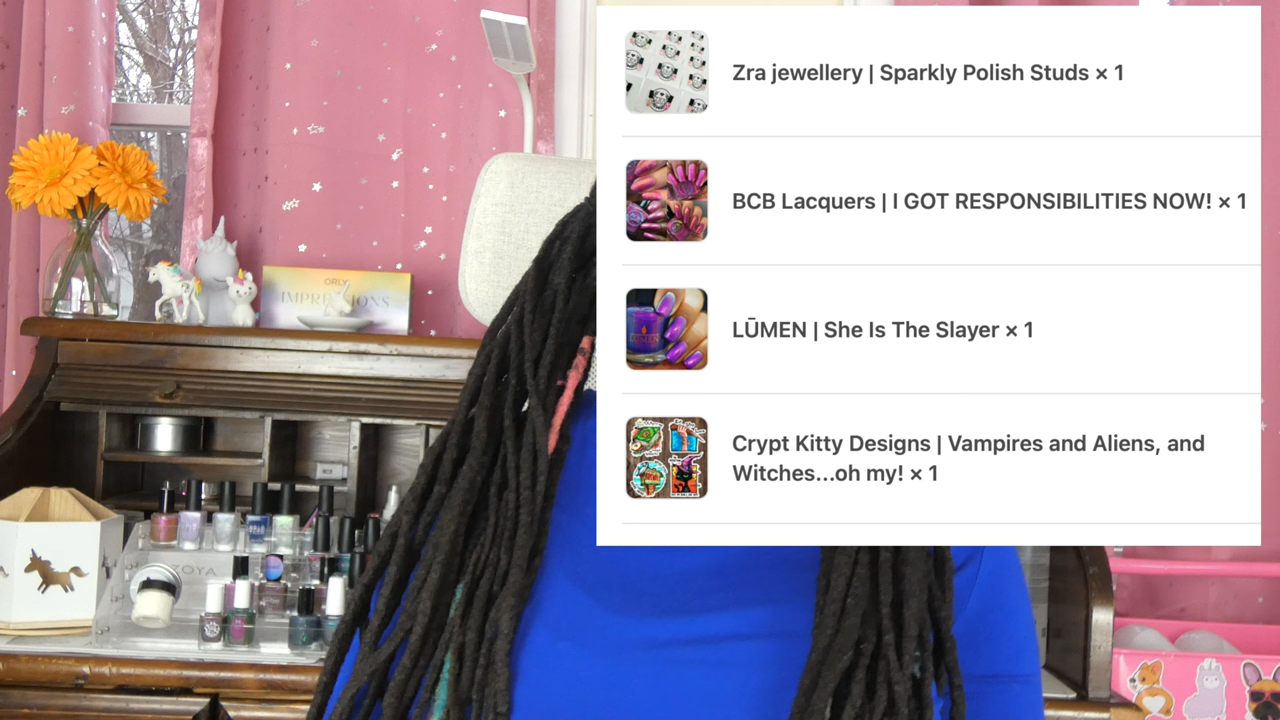 Zra jewellery | Sparkly Polish Studs × 1
BCB Lacquers | I GOT RESPONSIBILITIES NOW! × 1
LŪMEN | She Is The Slayer × 1
LUMEN
Crypt Kitty Designs | Vampires and Aliens, and
Witches...oh my! × 1
ORLY
IMPRESSIONS
ZOYA